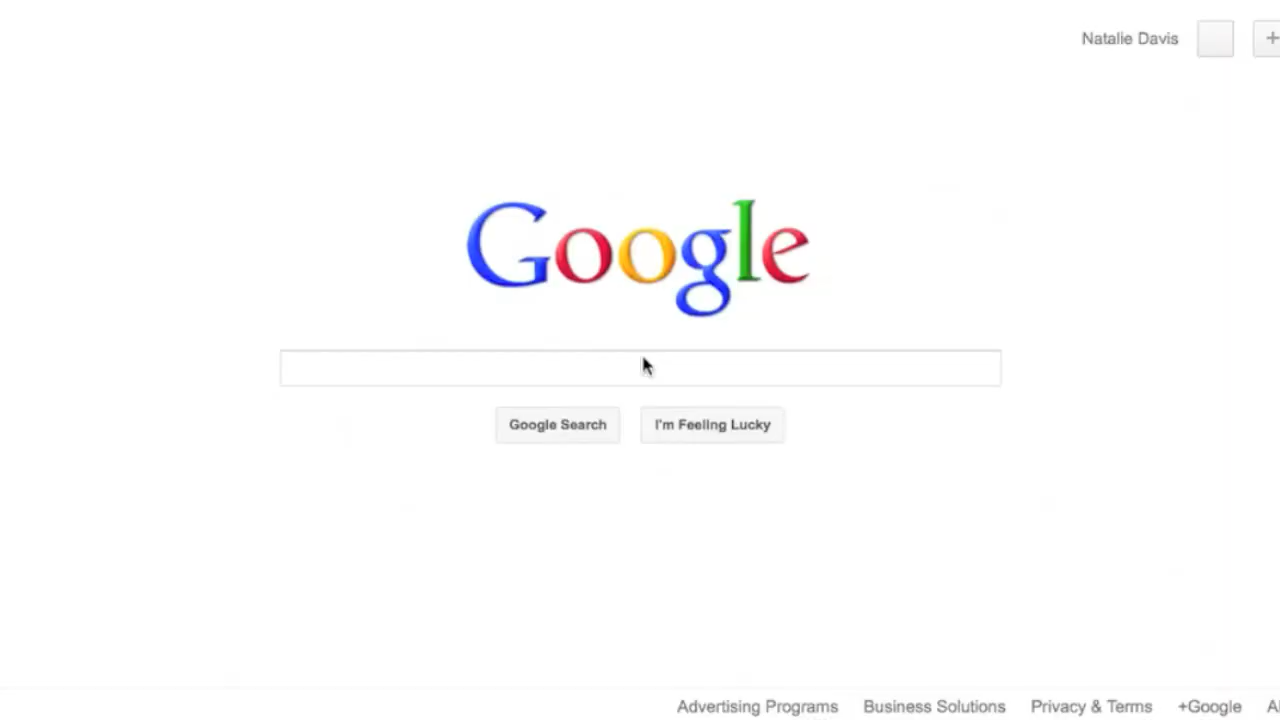 Natalie Davis
Google
Google Search I'm Feeling Lucky
Advertising Programs Business Solutions Privacy & Terms +Google